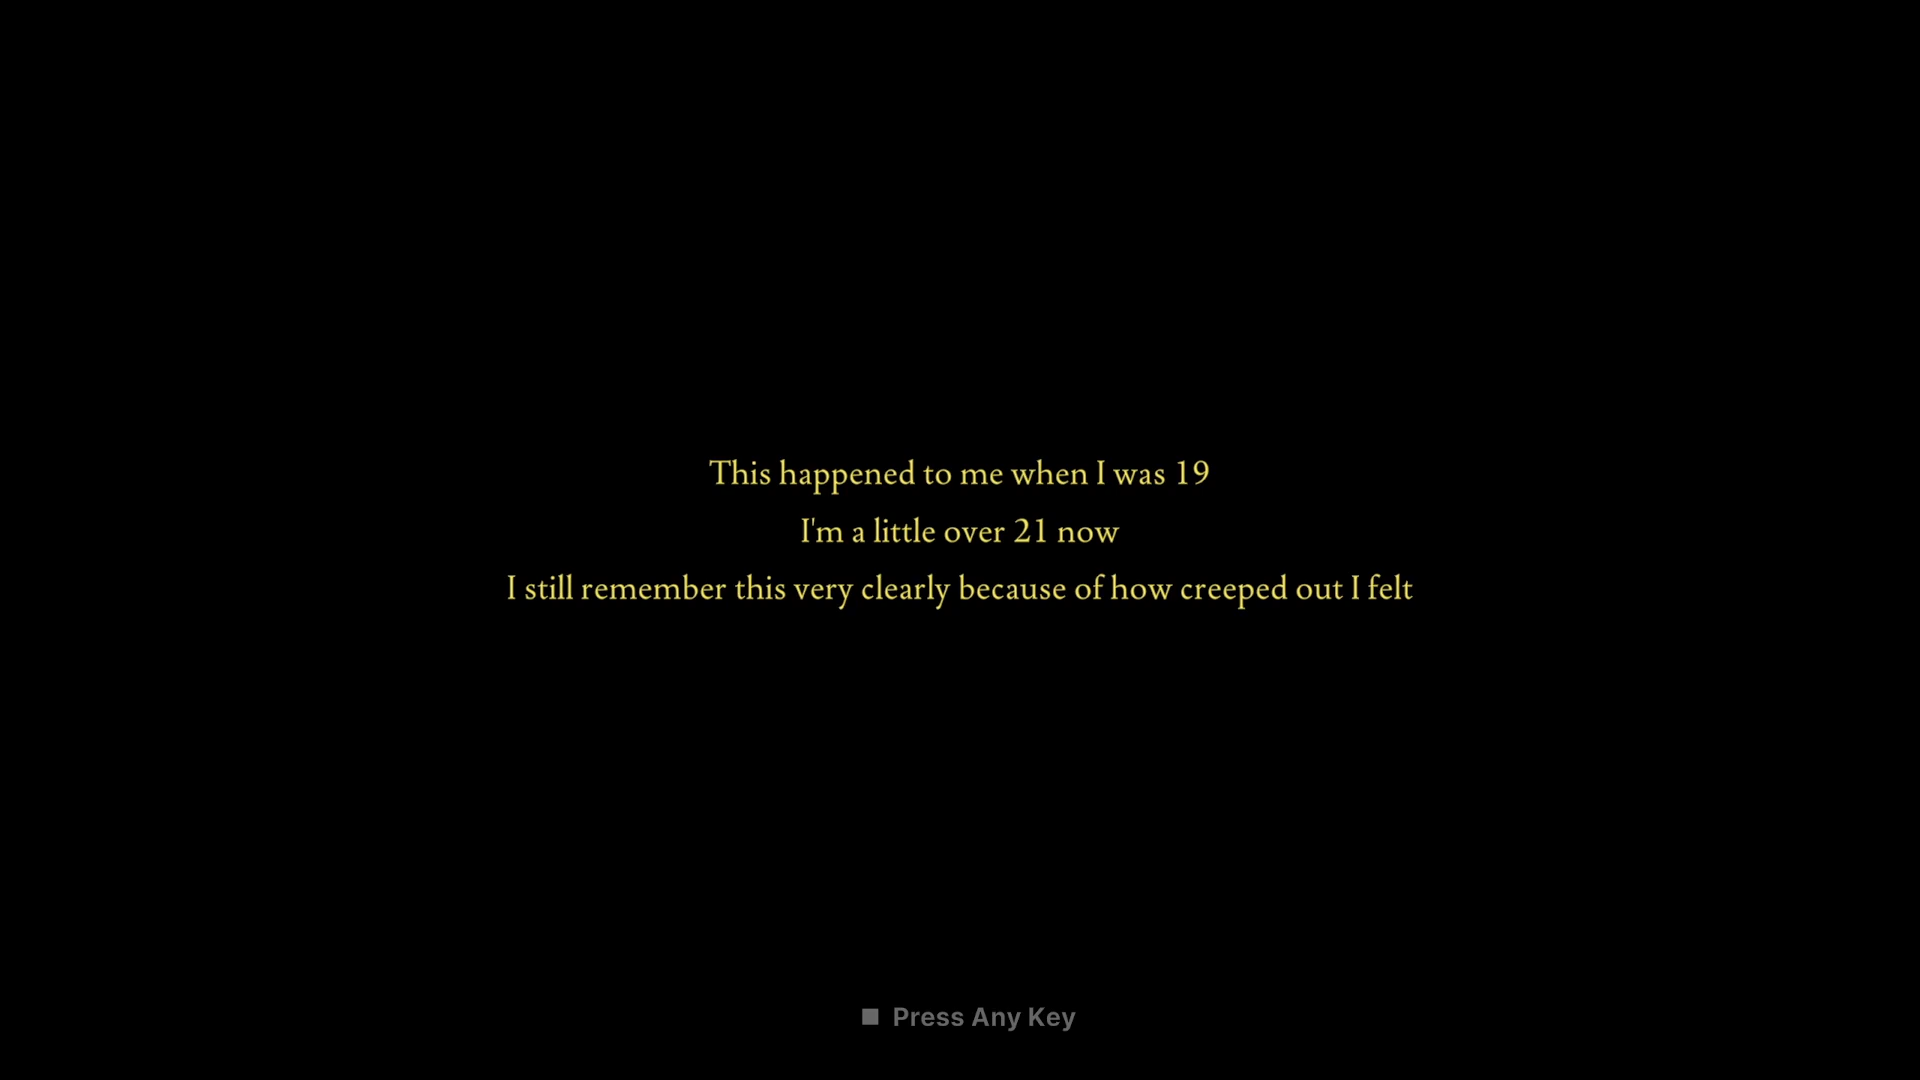 This happened to me when I was 19
I'm a little over 21 now
I still remember this very clearly because of how creeped out I felt
Press Any Key